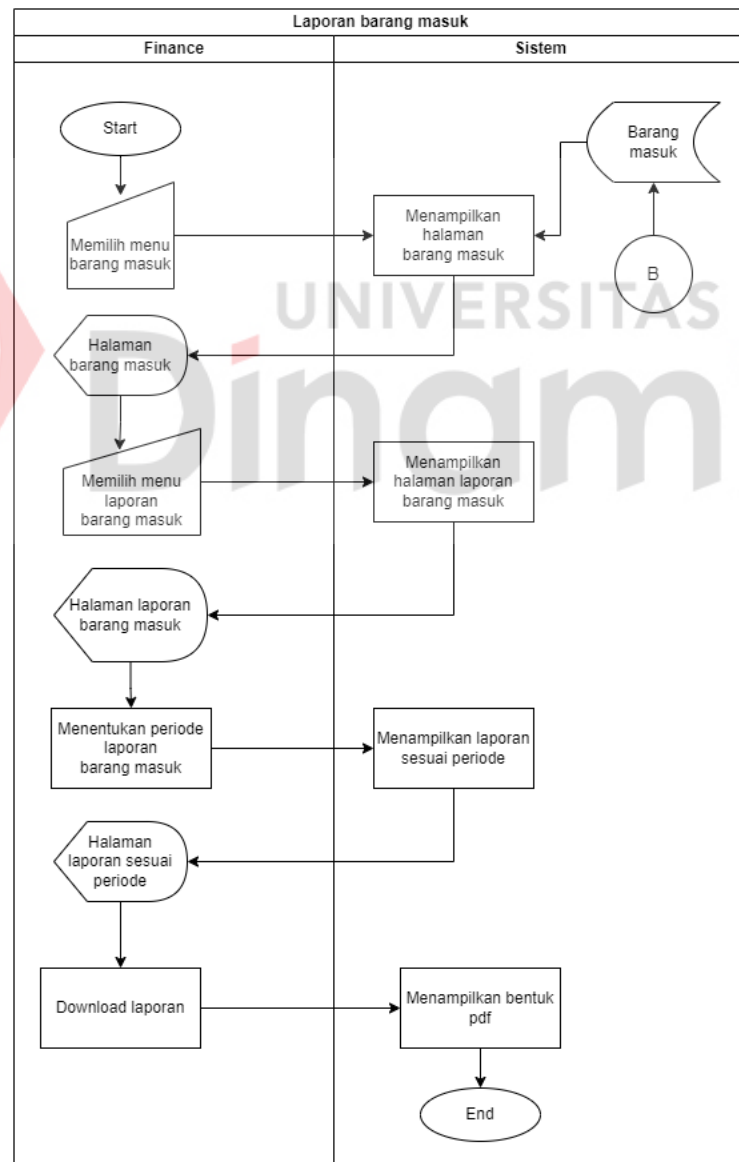 Laporan barang masuk
Finance
Sistem
Start
Barang
masuk
Memilih menu
barang masuk
Menampilkan
halaman
barang masuk
B
UNIVERSITAS
Dinam
Halaman
barang masuk
Memilih menu
laporan
barang masuk
Menampilkan
halaman laporan
barang masuk
Halaman laporan
barang masuk
Menentukan periode
laporan
barang masuk
Menampilkan laporan
sesuai periode
Halaman
laporan sesuai
periode
Download laporan
Menampilkan bentuk
pdf
End